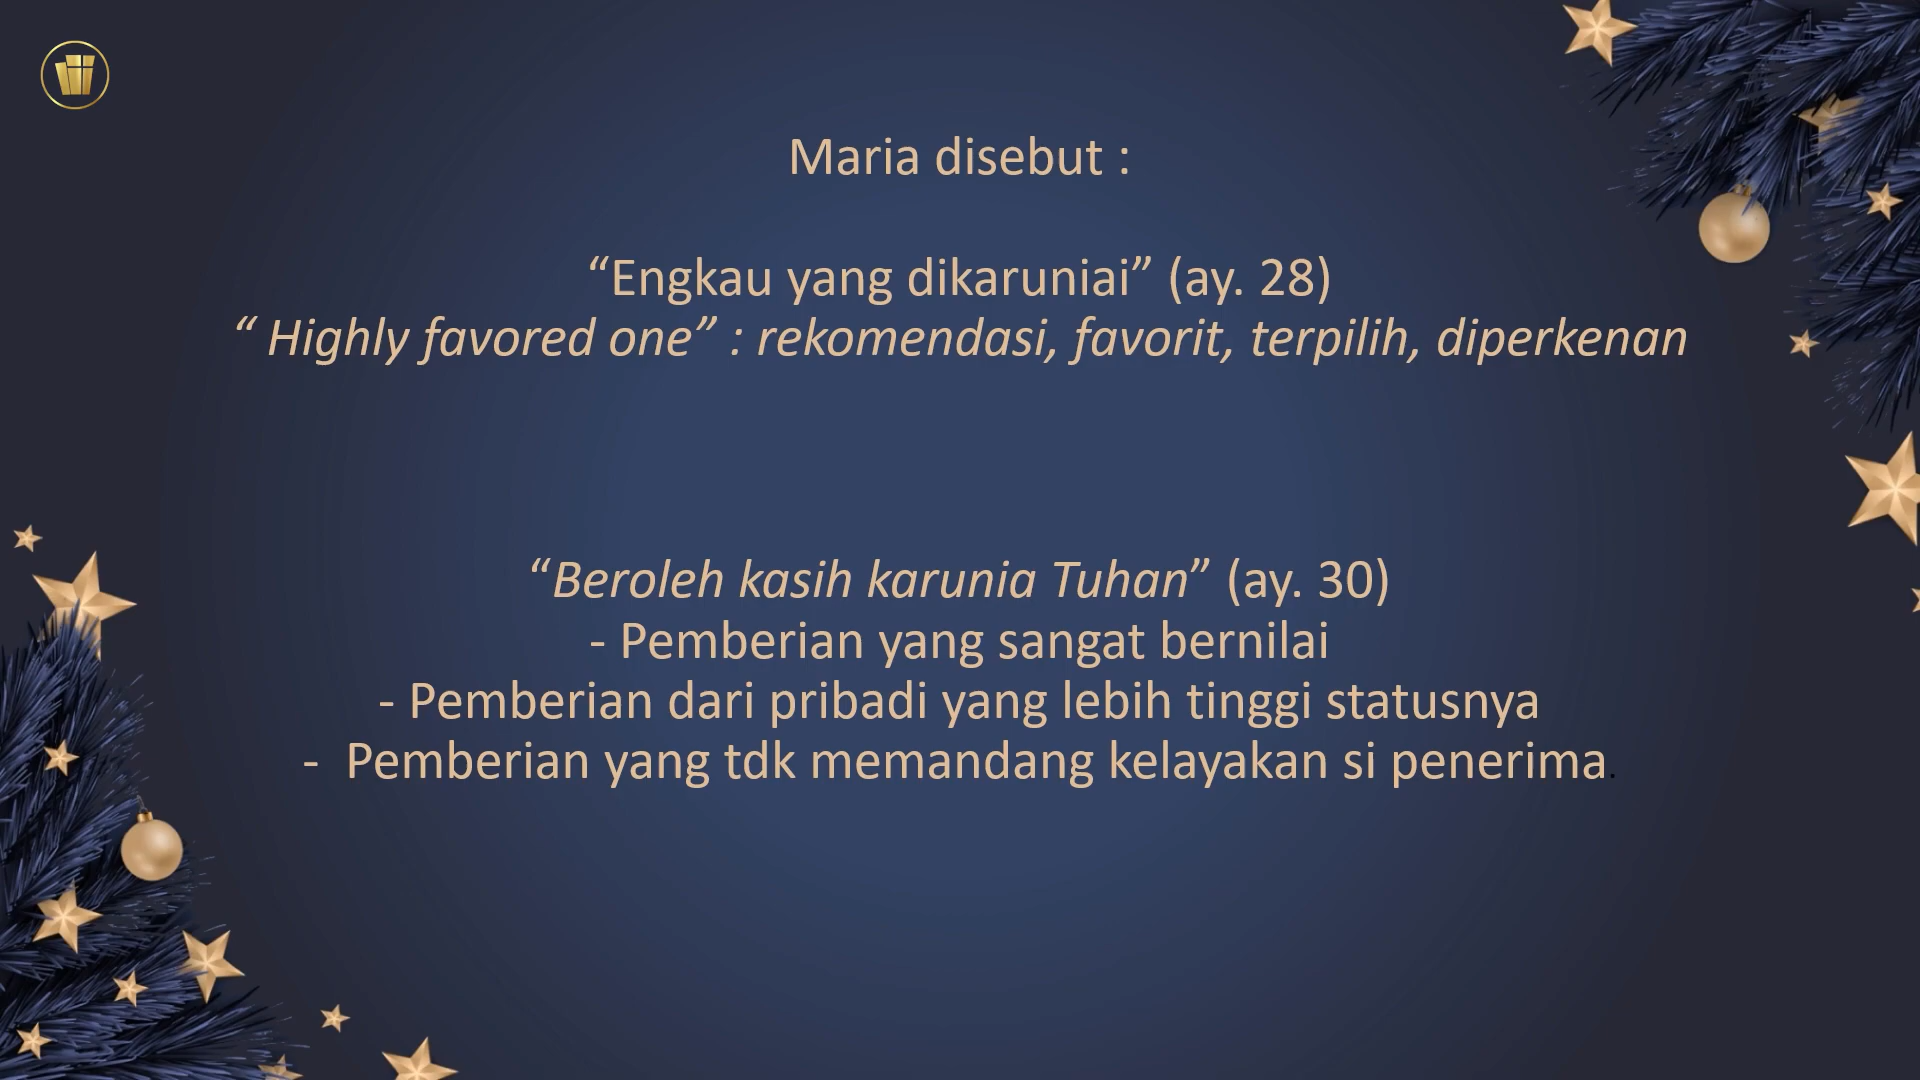 Maria disebut :
“Engkau yang dikaruniai” (ay. 28)
“ Highly favored one” : rekomendasi, favorit, terpilih, diperkenan
“Beroleh kasih karunia Tuhan” (ay. 30)
- Pemberian yang sangat bernilai
- Pemberian dari pribadi yang lebih tinggi statusnya
-  Pemberian yang tdk memandang kelayakan si penerima.